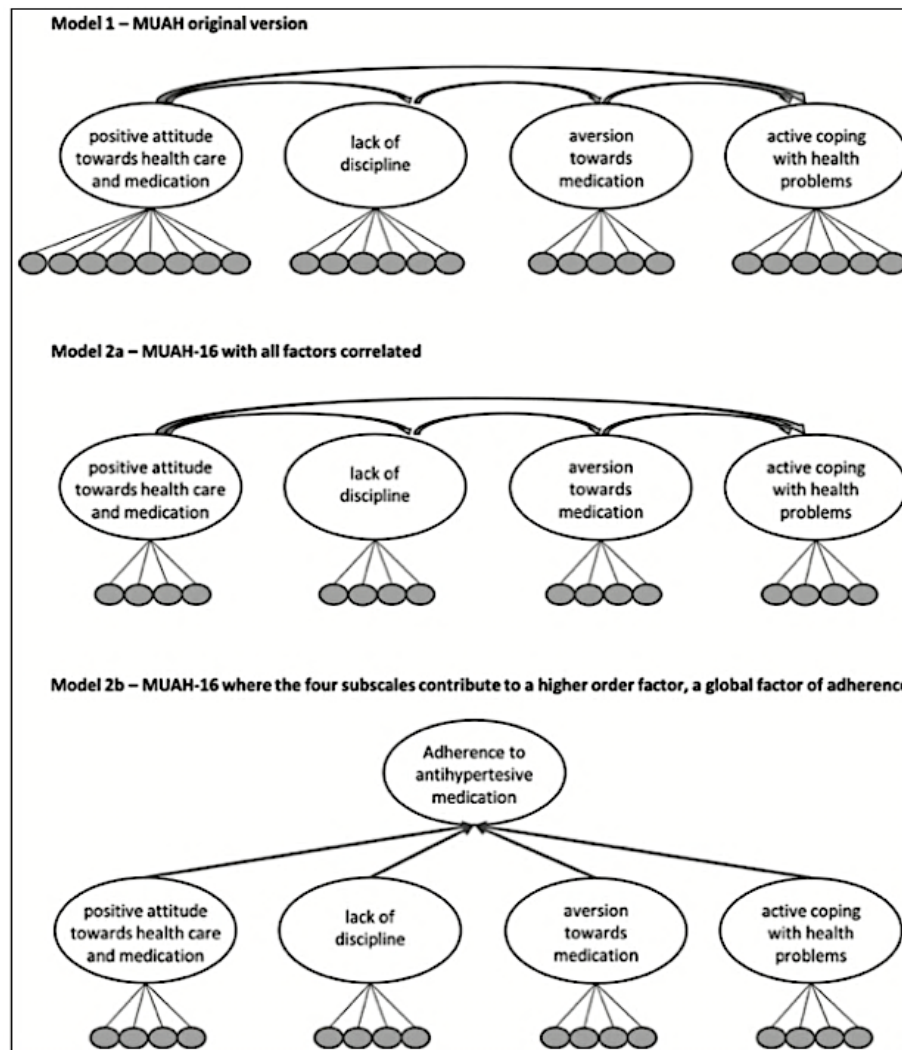 Model 1 – MUAH original version
positive attitude
towards health care
and medication
lack of
discipline
aversion
towards
medication
active coping
with health
problems
Model 2a – MUAH-16 with all factors correlated
positive attitude
towards health care
and medication
lack of
discipline
aversion
towards
medication
active coping
with health
problems
Model 2b – MUAH-16 where the four subscales contribute to a higher order factor, a global factor of adherence
Adherence to
antihypertesive
medication
positive attitude
towards health care
and medication
lack of
discipline
aversion
towards
medication
active coping
with health
problems